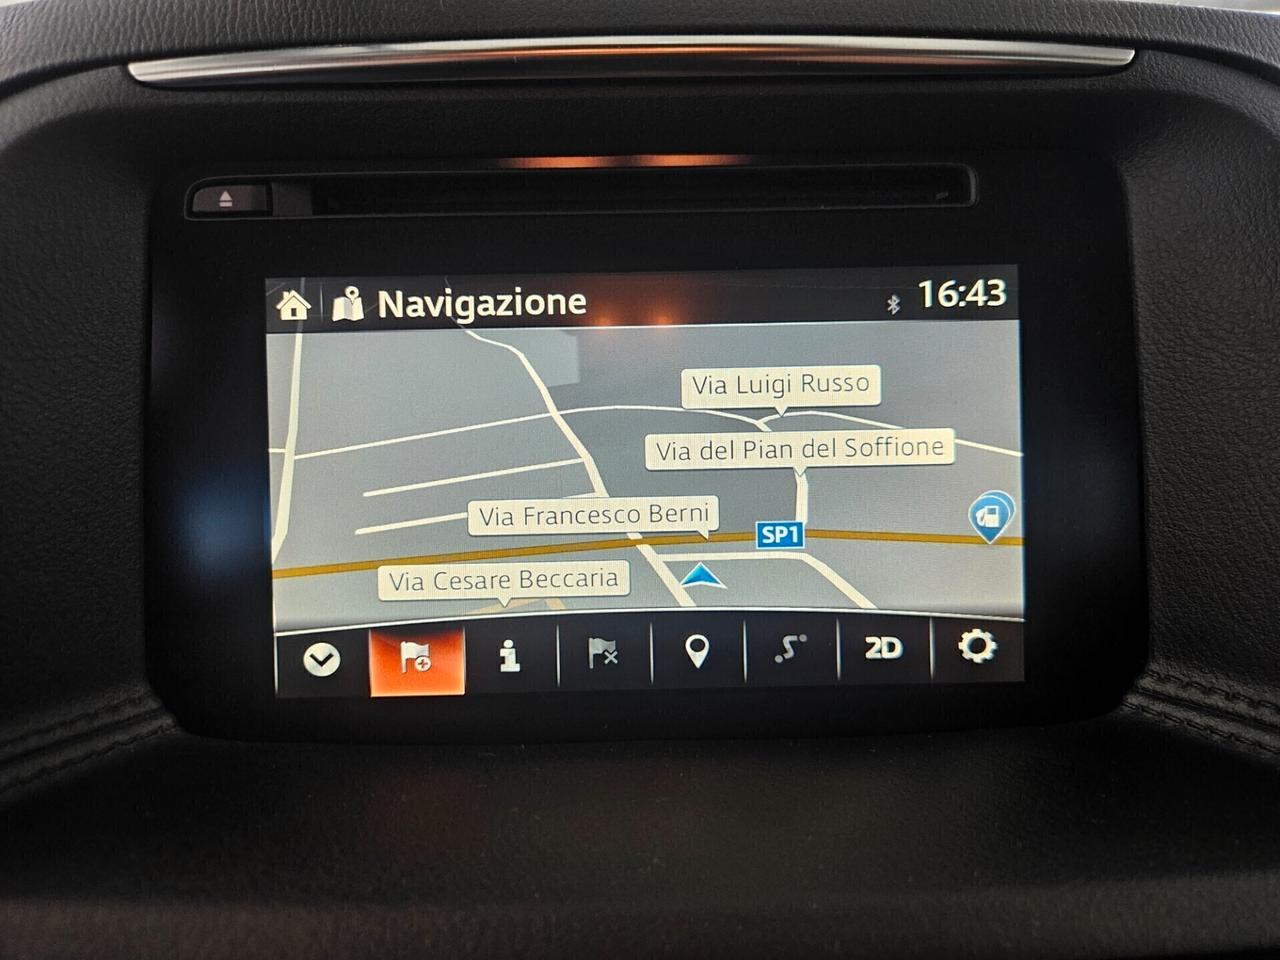 Navigazione
16:43
Via Luigi Russo
Via del Pian del Soffione
Via Francesco Berni
SP1
Via Cesare Beccaria
2D